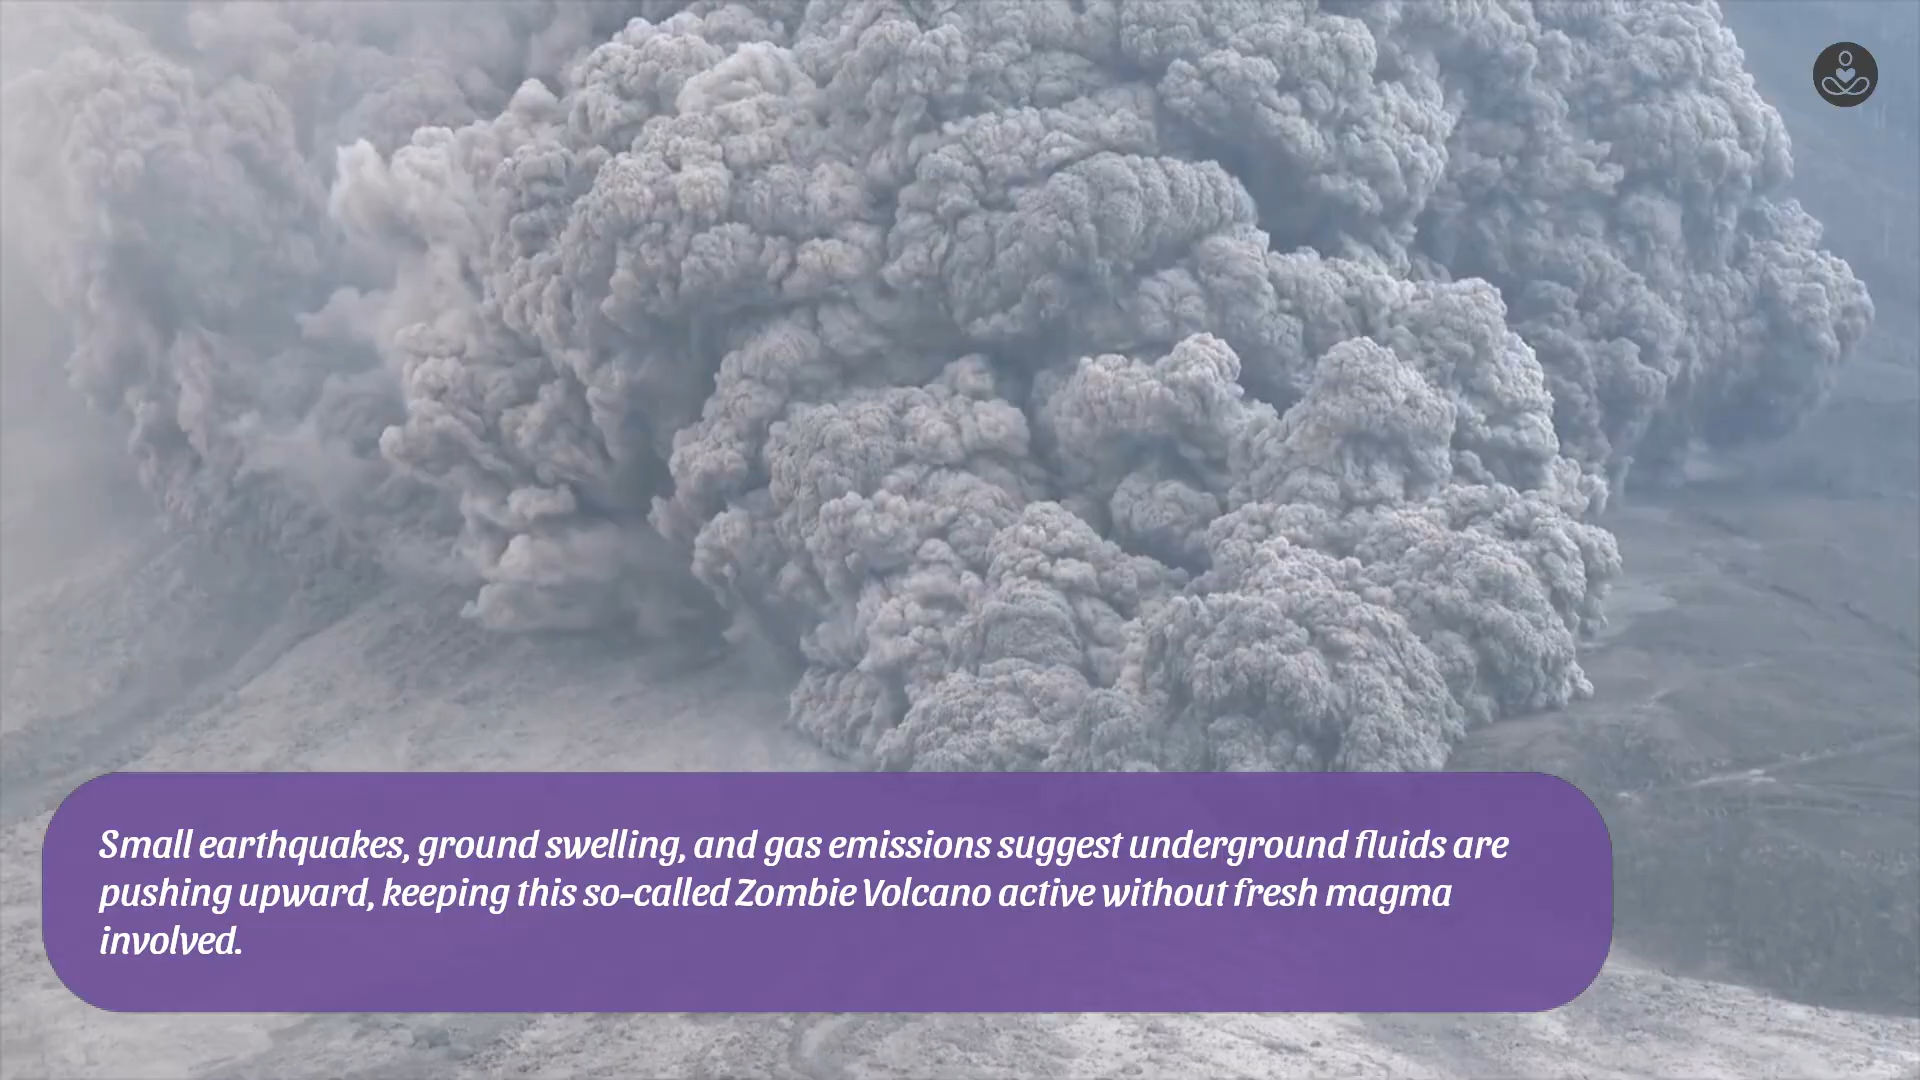 Small earthquakes, ground swelling, and gas emissions suggest underground fluids are
pushing upward, keeping this so-called Zombie Volcano active without fresh magma
involved.